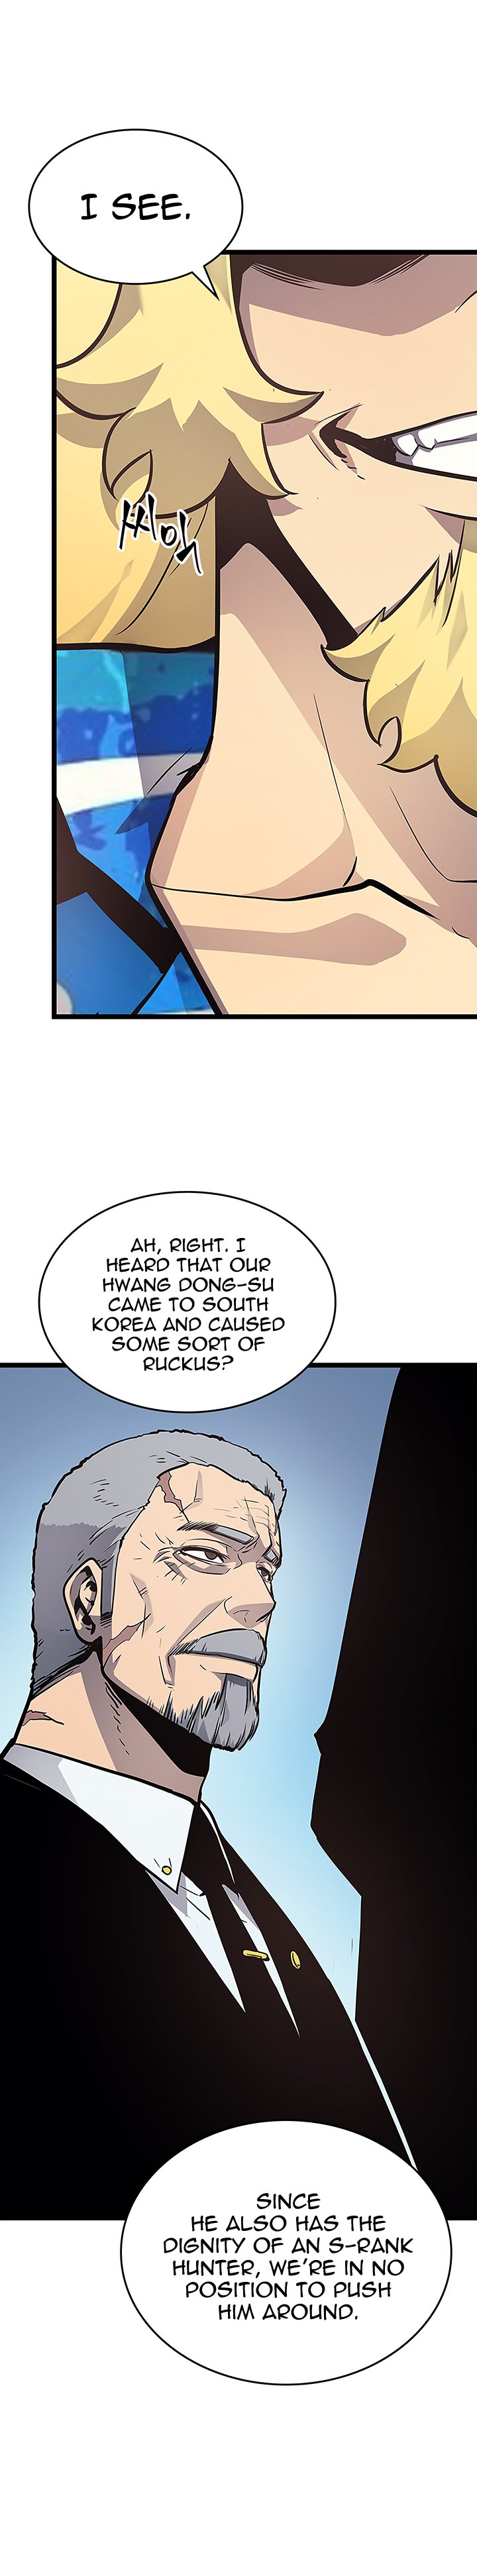 I SEE.
씨익
AH, RIGHT. I
HEARD THAT OUR
HWANG DONG-SU
CAME TO SOUTH
KOREA AND CAUSED
SOME SORT OF
RUCKUS?
SINCE
HE ALSO HAS THE
DIGNITY OF AN S-RANK
HUNTER, WE'RE IN NO
POSITION TO PUSH
HIM AROUND.